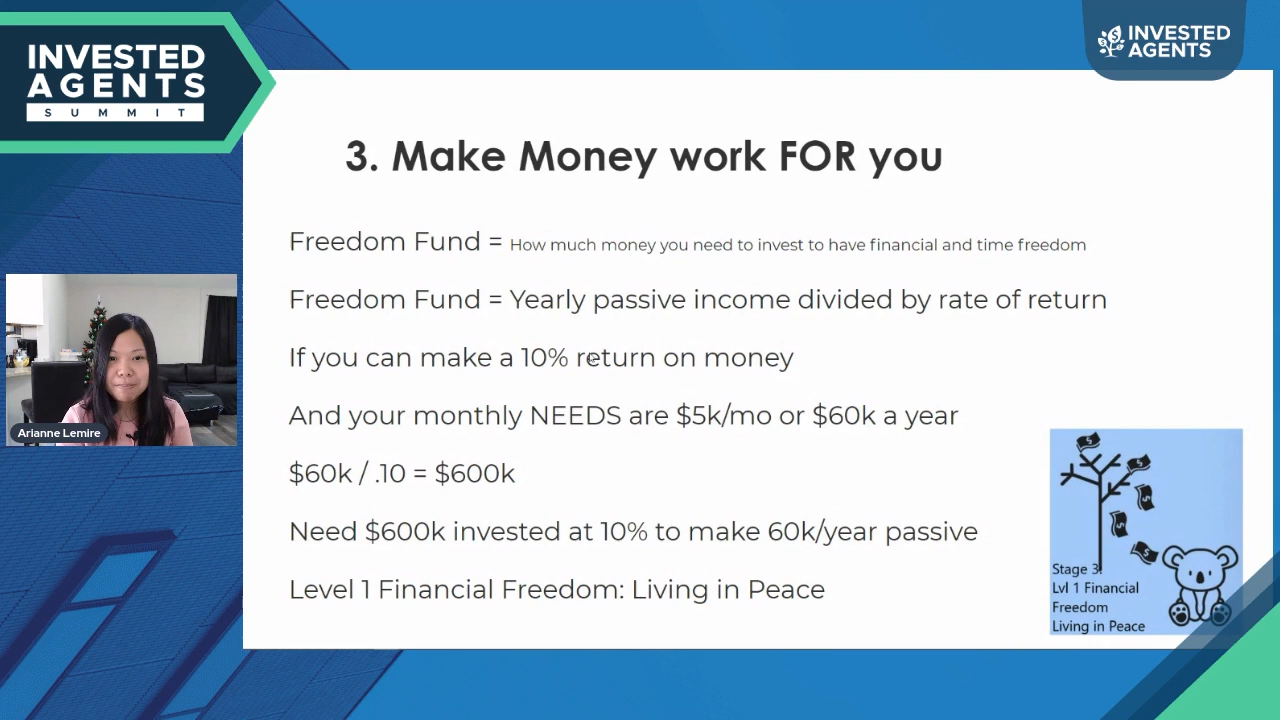 INVESTED
AGENTS
SUMMIT
INVESTED
AGENTS
3. Make Money work FOR you
Freedom Fund = How much money you need to invest to have financial and time freedom
Freedom Fund = Yearly passive income divided by rate of return
If you can make a 10% return on money
And your monthly NEEDS are $5k/mo or $60k a year
$60k / .10 = $600k
Need $600k invested at 10% to make 60k/year passive
Level 1 Financial Freedom: Living in Peace
Arianne Lemire
Stage 3:
Lvl 1 Financial
Freedom
Living in Peace